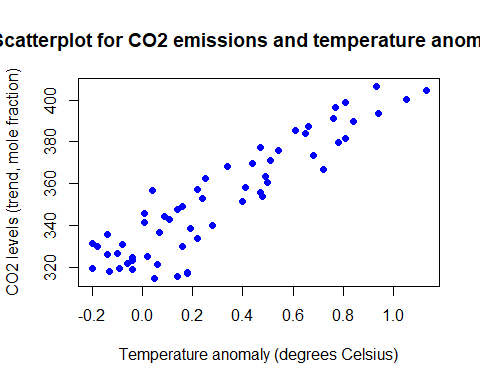 Scatterplot for CO2 emissions and temperature anom
CO2 levels (trend, mole fraction)
400
380
360
340
320
-0.2 0.0 0.2 0.4 0.6 0.8 1.0
Temperature anomaly (degrees Celsius)